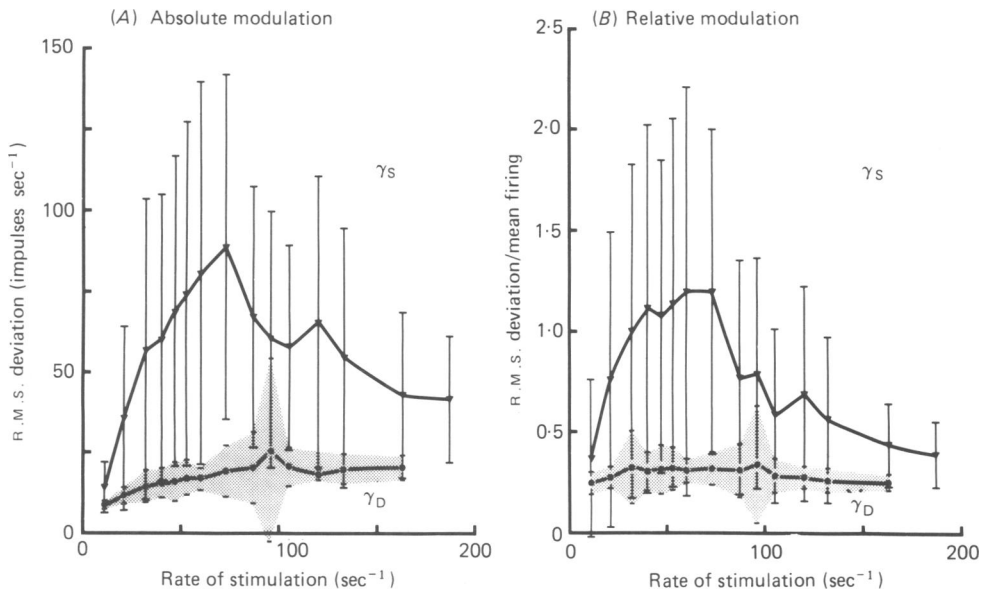 (A) Absolute modulation
150
100
50
0
R.M.S. deviation (impulses sec⁻¹)
γS
γD
0
100
200
Rate of stimulation (sec⁻¹)
(B) Relative modulation
2·5
2·0
1·5
1·0
0·5
0
R.M.S. deviation/mean firing
γS
γD
0
100
200
Rate of stimulation (sec⁻¹)